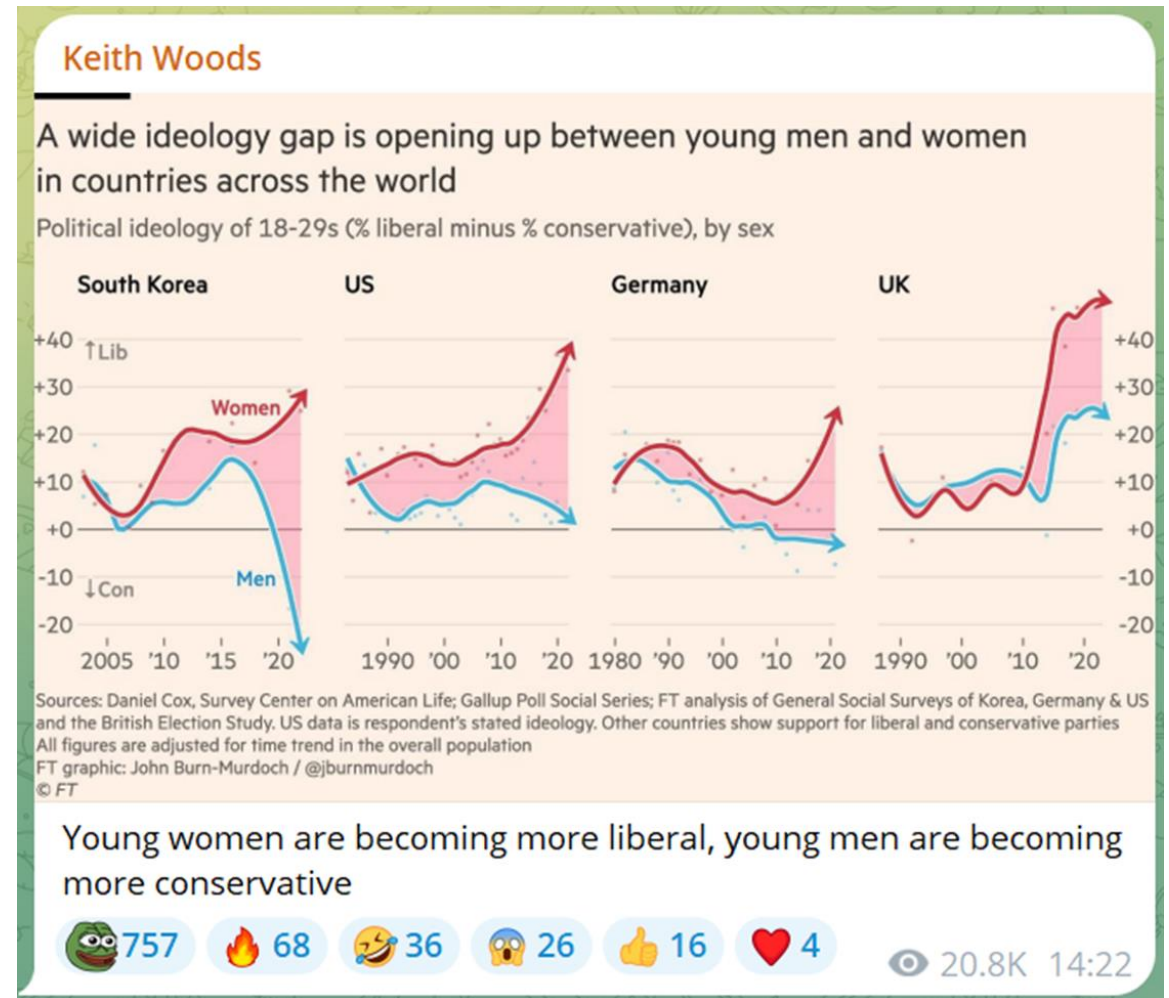 Keith Woods
A wide ideology gap is opening up between young men and women
in countries across the world
Political ideology of 18-29s (% liberal minus % conservative), by sex
South Korea US Germany UK
+40 ↑Lib +40
+30 +30
Women
+20 +20
+10 +10
+0 +0
-10 ↓Con Men -10
-20 -20
2005 '10 '15 '20 1990 '00 '10 '20 1980 '90 '00 '10 '20 1990 '00 '10 '20
Sources: Daniel Cox, Survey Center on American Life; Gallup Poll Social Series; FT analysis of General Social Surveys of Korea, Germany & US
and the British Election Study. US data is respondent's stated ideology. Other countries show support for liberal and conservative parties
All figures are adjusted for time trend in the overall population
FT graphic: John Burn-Murdoch / @jburnmurdoch
© FT
Young women are becoming more liberal, young men are becoming
more conservative
757 68 36 26 16 4
20.8K 14:22